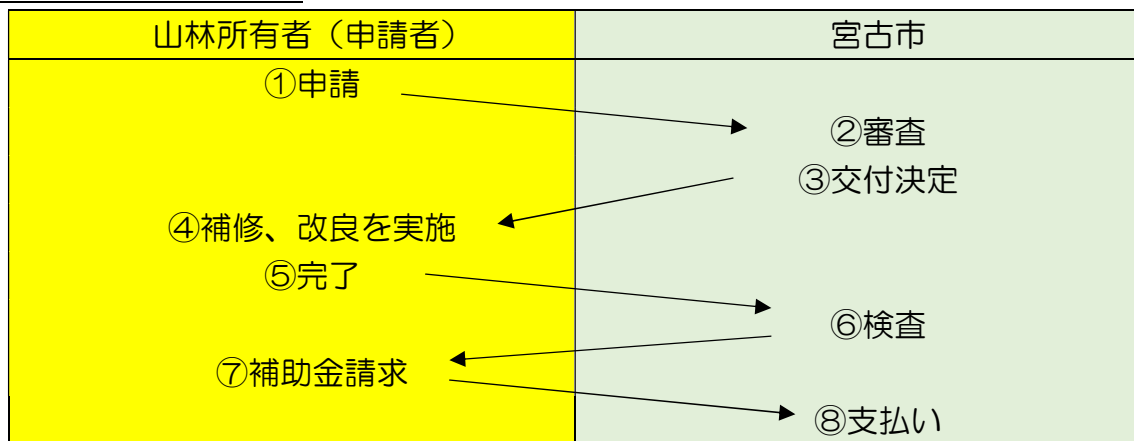 山林所有者（申請者）
宮古市
①申請
②審査
③交付決定
④補修、改良を実施
⑤完了
⑥検査
⑦補助金請求
⑧支払い